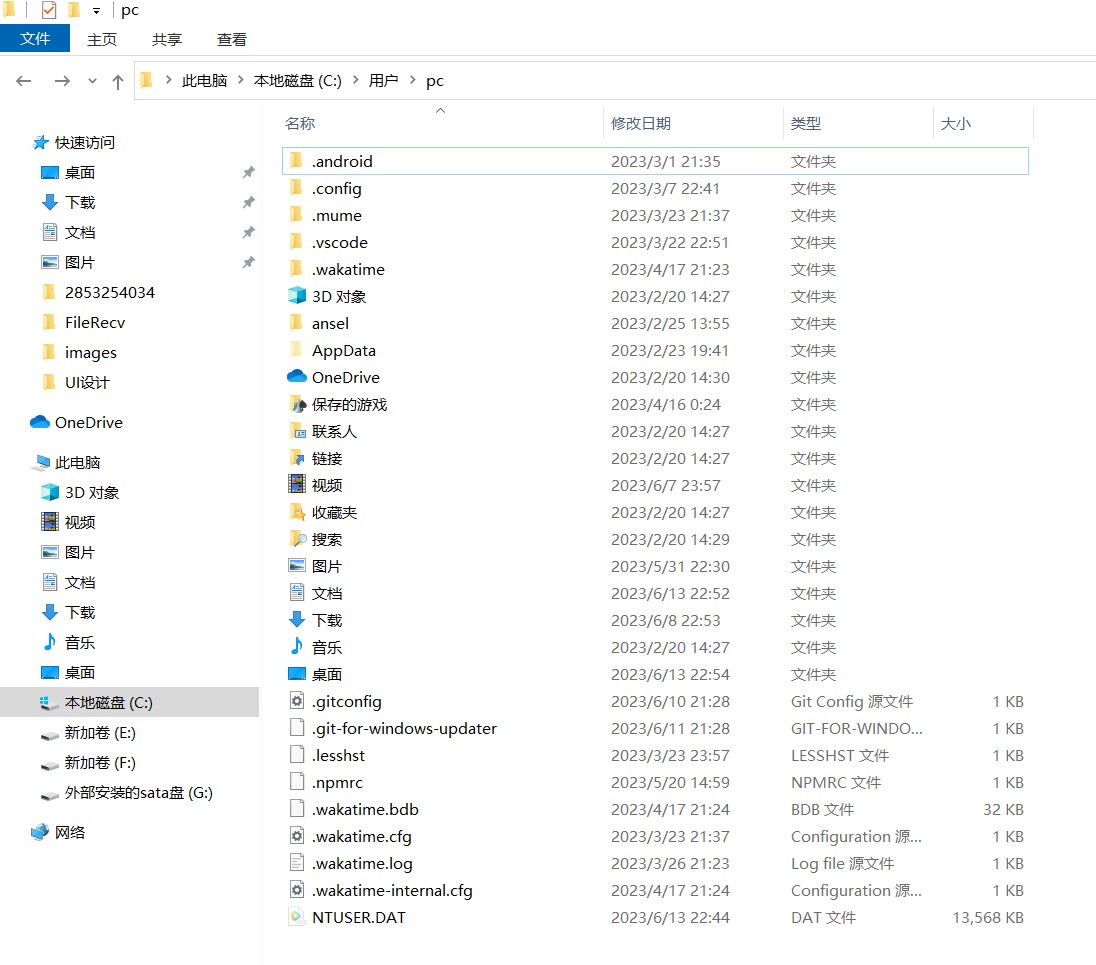 pc
文件 主页 共享 查看
此电脑 本地磁盘 (C:) 用户 pc
快速访问
桌面
下载
文档
图片
2853254034
FileRecv
images
UI设计
OneDrive
此电脑
3D 对象
视频
图片
文档
下载
音乐
桌面
本地磁盘 (C:)
新加卷 (E:)
新加卷 (F:)
外部安装的sata盘 (G:)
网络
名称 修改日期 类型 大小
.android 2023/3/1 21:35 文件夹
.config 2023/3/7 22:41 文件夹
.mume 2023/3/23 21:37 文件夹
.vscode 2023/3/22 22:51 文件夹
.wakatime 2023/4/17 21:23 文件夹
3D 对象 2023/2/20 14:27 文件夹
ansel 2023/2/25 13:55 文件夹
AppData 2023/2/23 19:41 文件夹
OneDrive 2023/2/20 14:30 文件夹
保存的游戏 2023/4/16 0:24 文件夹
联系人 2023/2/20 14:27 文件夹
链接 2023/2/20 14:27 文件夹
视频 2023/6/7 23:57 文件夹
收藏夹 2023/2/20 14:27 文件夹
搜索 2023/2/20 14:29 文件夹
图片 2023/5/31 22:30 文件夹
文档 2023/6/13 22:52 文件夹
下载 2023/6/8 22:53 文件夹
音乐 2023/2/20 14:27 文件夹
桌面 2023/6/13 22:54 文件夹
.gitconfig 2023/6/10 21:28 Git Config 源文件 1 KB
.git-for-windows-updater 2023/6/11 21:28 GIT-FOR-WINDO... 1 KB
.lesshst 2023/3/23 23:57 LESSHST 文件 1 KB
.npmrc 2023/5/20 14:59 NPMRC 文件 1 KB
.wakatime.bdb 2023/4/17 21:24 BDB 文件 32 KB
.wakatime.cfg 2023/3/23 21:37 Configuration 源... 1 KB
.wakatime.log 2023/3/26 21:23 Log file 源文件 1 KB
.wakatime-internal.cfg 2023/4/17 21:24 Configuration 源... 1 KB
NTUSER.DAT 2023/6/13 22:44 DAT 文件 13,568 KB